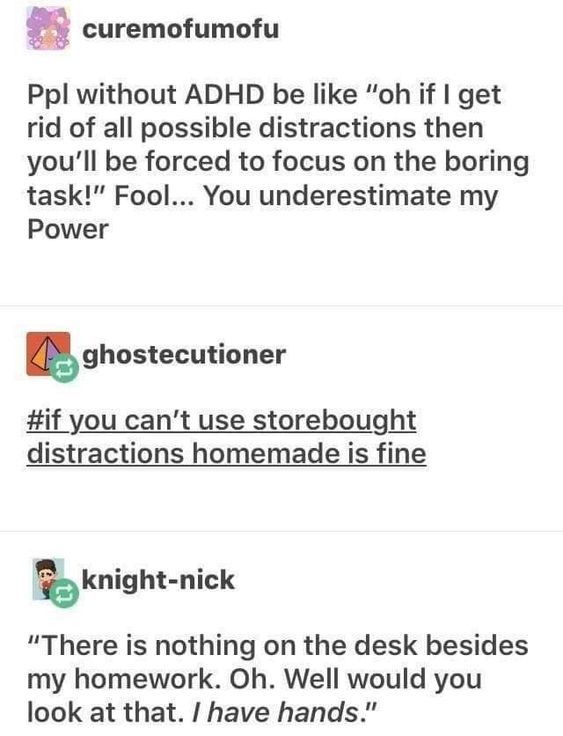 curemofumofu
Ppl without ADHD be like “oh if I get
rid of all possible distractions then
you’ll be forced to focus on the boring
task!” Fool... You underestimate my
Power
ghostecutioner
#if you can’t use storebought
distractions homemade is fine
knight-nick
“There is nothing on the desk besides
my homework. Oh. Well would you
look at that. I have hands.”